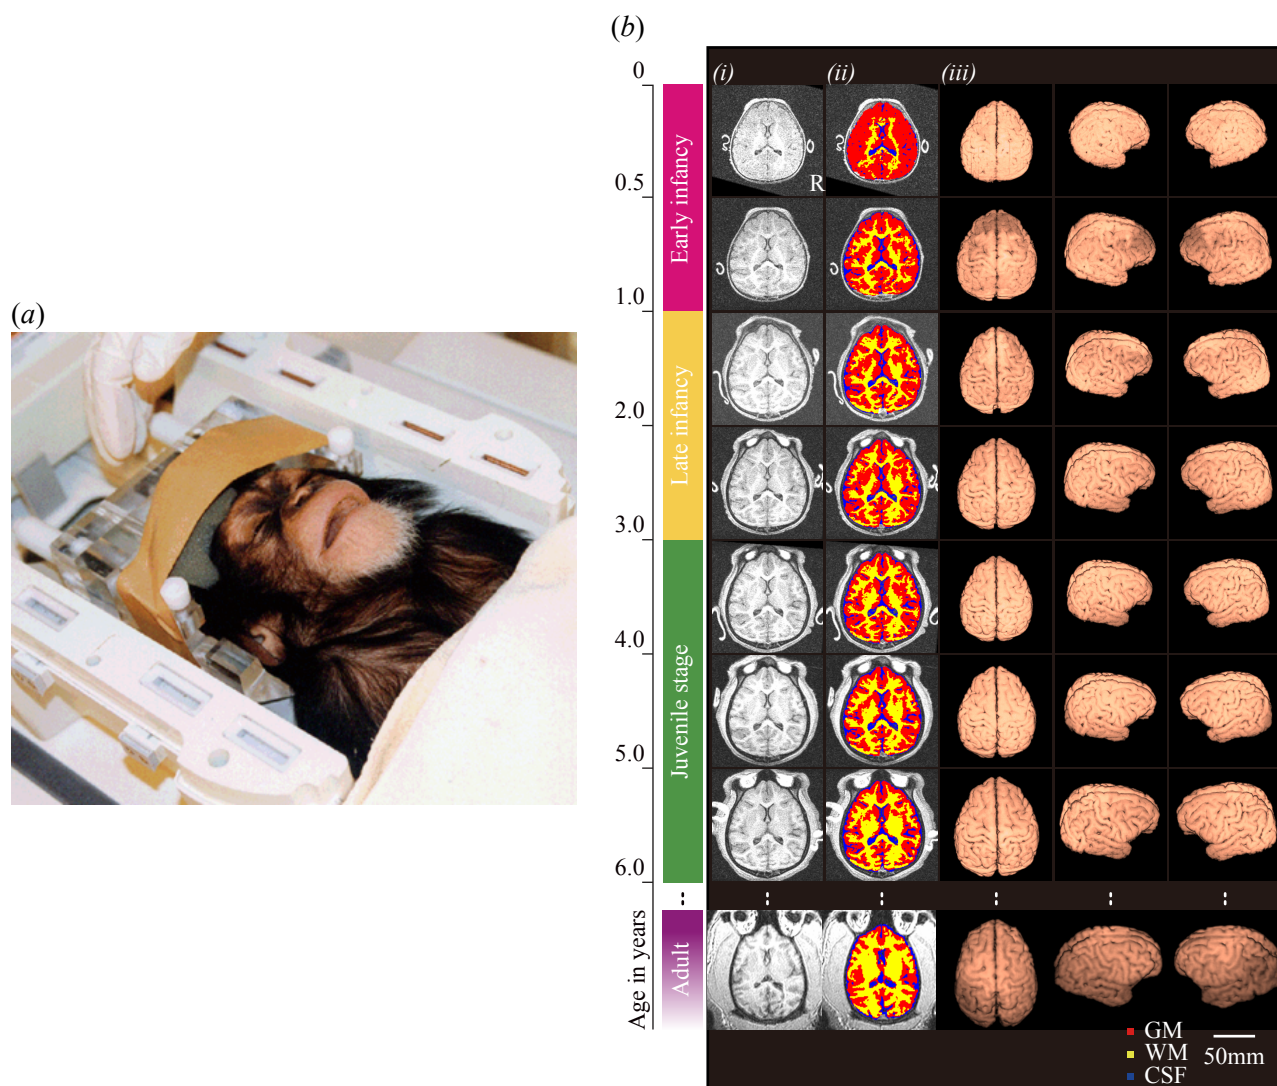 (a)
(b)
(i)
(ii)
(iii)
0
0.5
1.0
2.0
3.0
4.0
5.0
6.0
Age in years
Early infancy
Late infancy
Juvenile stage
Adult
R
GM
WM
CSF
50mm